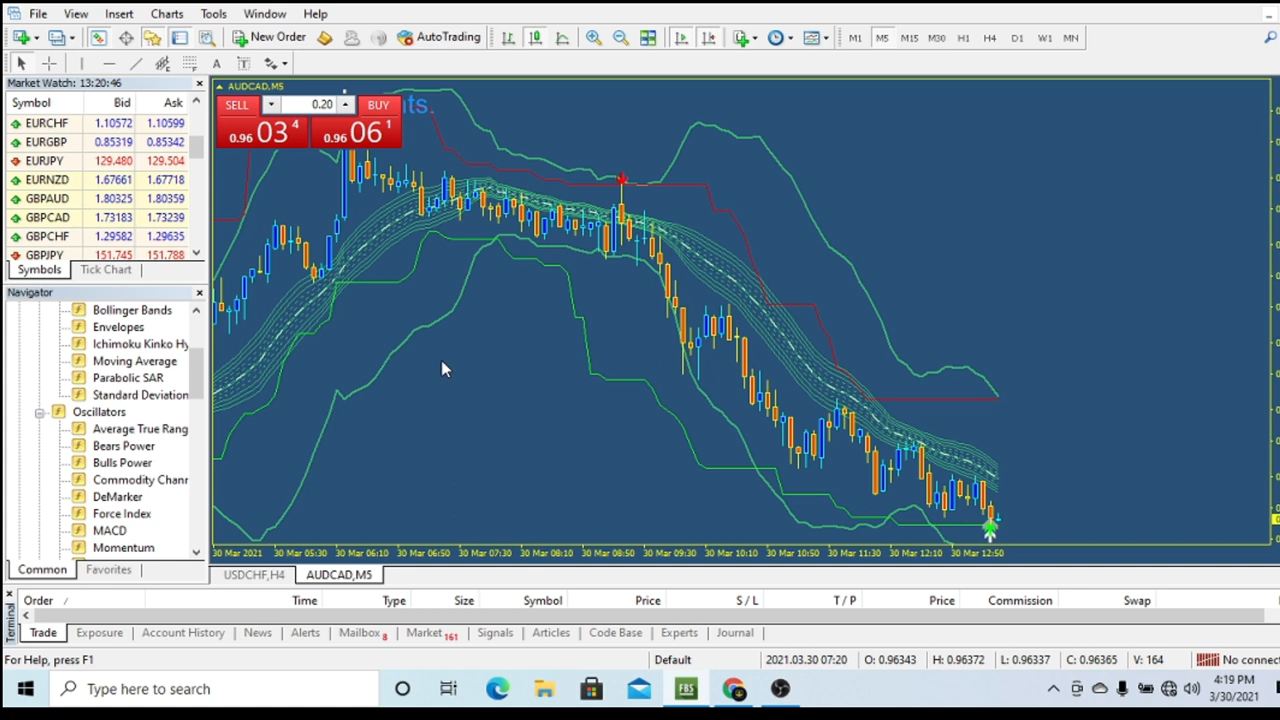 File View Insert Charts Tools Window Help
New Order AutoTrading M1 M5 M15 M30 H1 H4 D1 W1 MN
A T
Market Watch: 13:20:46
Symbol Bid Ask
EURCHF 1.10572 1.10599
EURGBP 0.85319 0.85342
EURJPY 129.480 129.504
EURNZD 1.67661 1.67718
GBPAUD 1.80325 1.80359
GBPCAD 1.73183 1.73239
GBPCHF 1.29582 1.29635
GBPJPY 151.745 151.788
Symbols Tick Chart
Navigator
Bollinger Bands
Envelopes
Ichimoku Kinko Hy
Moving Average
Parabolic SAR
Standard Deviation
Oscillators
Average True Rang
Bears Power
Bulls Power
Commodity Chanr
DeMarker
Force Index
MACD
Momentum
Common Favorites
AUDCAD,M5
SELL 0.20 BUY
0.96 03 4 0.96 06 1
30 Mar 2021 30 Mar 05:30 30 Mar 06:10 30 Mar 06:50 30 Mar 07:30 30 Mar 08:10 30 Mar 08:50 30 Mar 09:30 30 Mar 10:10 30 Mar 10:50 30 Mar 11:30 30 Mar 12:10 30 Mar 12:50
USDCHF,H4 AUDCAD,M5
Order / Time Type Size Symbol Price S / L T / P Price Commission Swap
Terminal
Trade Exposure Account History News Alerts Mailbox 8 Market 161 Signals Articles Code Base Experts Journal
For Help, press F1 Default 2021.03.30 07:20 O: 0.96343 H: 0.96372 L: 0.96337 C: 0.96365 V: 164 No connect
Type here to search FBS 4:19 PM
3/30/2021